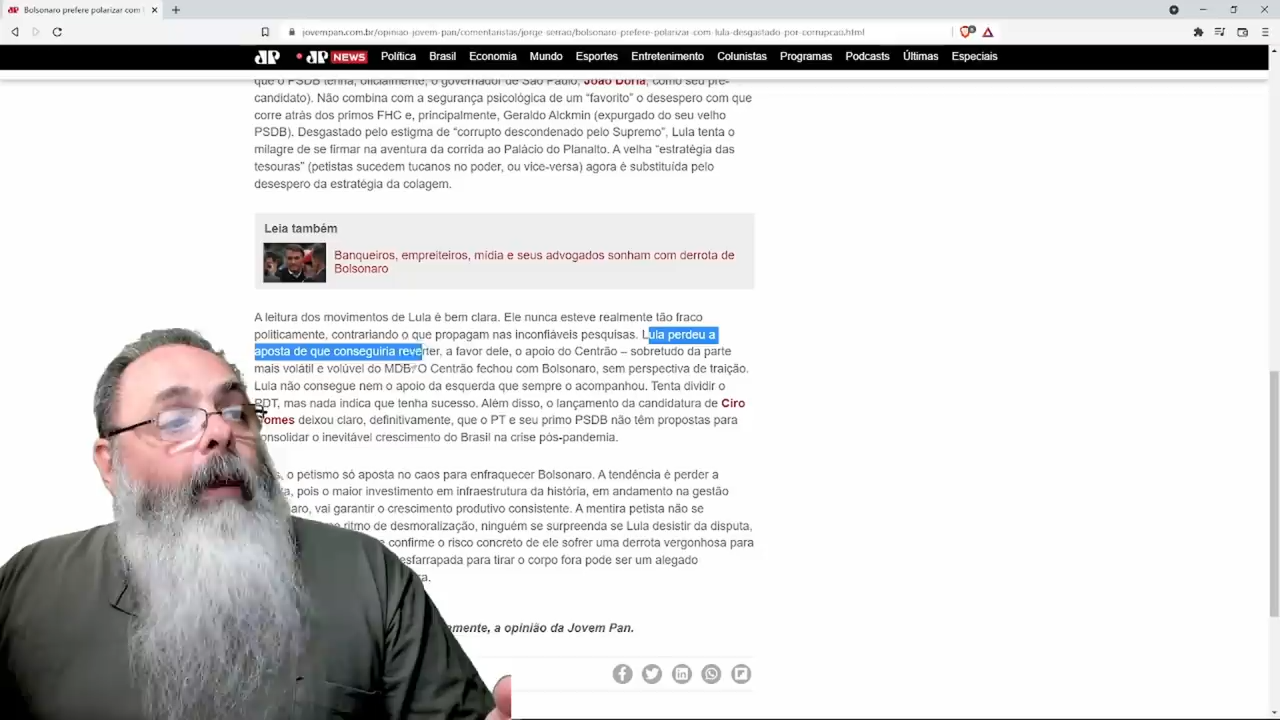 Bolsonaro prefere polarizar com
jovempan.com.br/opiniao-jovem-pan/comentaristas/jorge-serrao/bolsonaro-prefere-polarizar-com-lula-desgastado-por-corrupcao.html
JP JP NEWS Política Brasil Economia Mundo Esportes Entretenimento Colunistas Programas Podcasts Últimas Especiais
que o PSDB tenha, oficialmente, o governador de São Paulo, João Doria, como seu pré-
candidato). Não combina com a segurança psicológica de um “favorito” o desespero com que
corre atrás dos primos FHC e, principalmente, Geraldo Alckmin (expurgado do seu velho
PSDB). Desgastado pelo estigma de “corrupto descondenado pelo Supremo”, Lula tenta o
milagre de se firmar na aventura da corrida ao Palácio do Planalto. A velha “estratégia das
tesouras” (petistas sucedem tucanos no poder, ou vice-versa) agora é substituída pelo
desespero da estratégia da colagem.
Leia também
Banqueiros, empreiteiros, mídia e seus advogados sonham com derrota de
Bolsonaro
A leitura dos movimentos de Lula é bem clara. Ele nunca esteve realmente tão fraco
politicamente, contrariando o que propagam nas inconfiáveis pesquisas. Lula perdeu a
aposta de que conseguiria reverter, a favor dele, o apoio do Centrão – sobretudo da parte
mais volátil e volúvel do MDB. O Centrão fechou com Bolsonaro, sem perspectiva de traição.
Lula não consegue nem o apoio da esquerda que sempre o acompanhou. Tenta dividir o
PDT, mas nada indica que tenha sucesso. Além disso, o lançamento da candidatura de Ciro
Gomes deixou claro, definitivamente, que o PT e seu primo PSDB não têm propostas para
consolidar o inevitável crescimento do Brasil na crise pós-pandemia.
o petismo só aposta no caos para enfraquecer Bolsonaro. A tendência é perder a
pois o maior investimento em infraestrutura da história, em andamento na gestão
vai garantir o crescimento produtivo consistente. A mentira petista não se
ritmo de desmoralização, ninguém se surpreenda se Lula desistir da disputa,
confirme o risco concreto de ele sofrer uma derrota vergonhosa para
esfarrapada para tirar o corpo fora pode ser um alegado
a opinião da Jovem Pan.